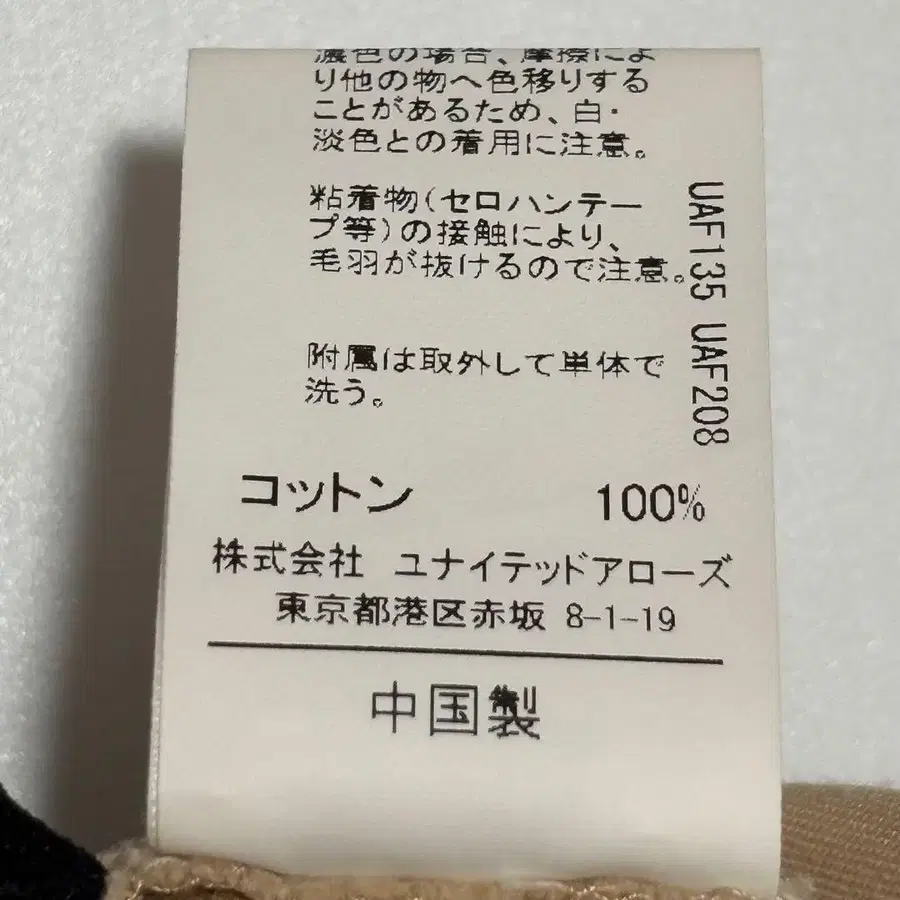 濃色の場合、摩擦によ
り他の物へ色移りする
ことがあるため、白・
淡色との着用に注意。
粘着物(セロハンテー
プ等)の接触により、
毛羽が抜けるので注意。
附属は取外して単体で
洗う。
UAF135 UAF208
コットン 100%
株式会社 ユナイテッドアローズ
東京都港区赤坂 8-1-19
中国製